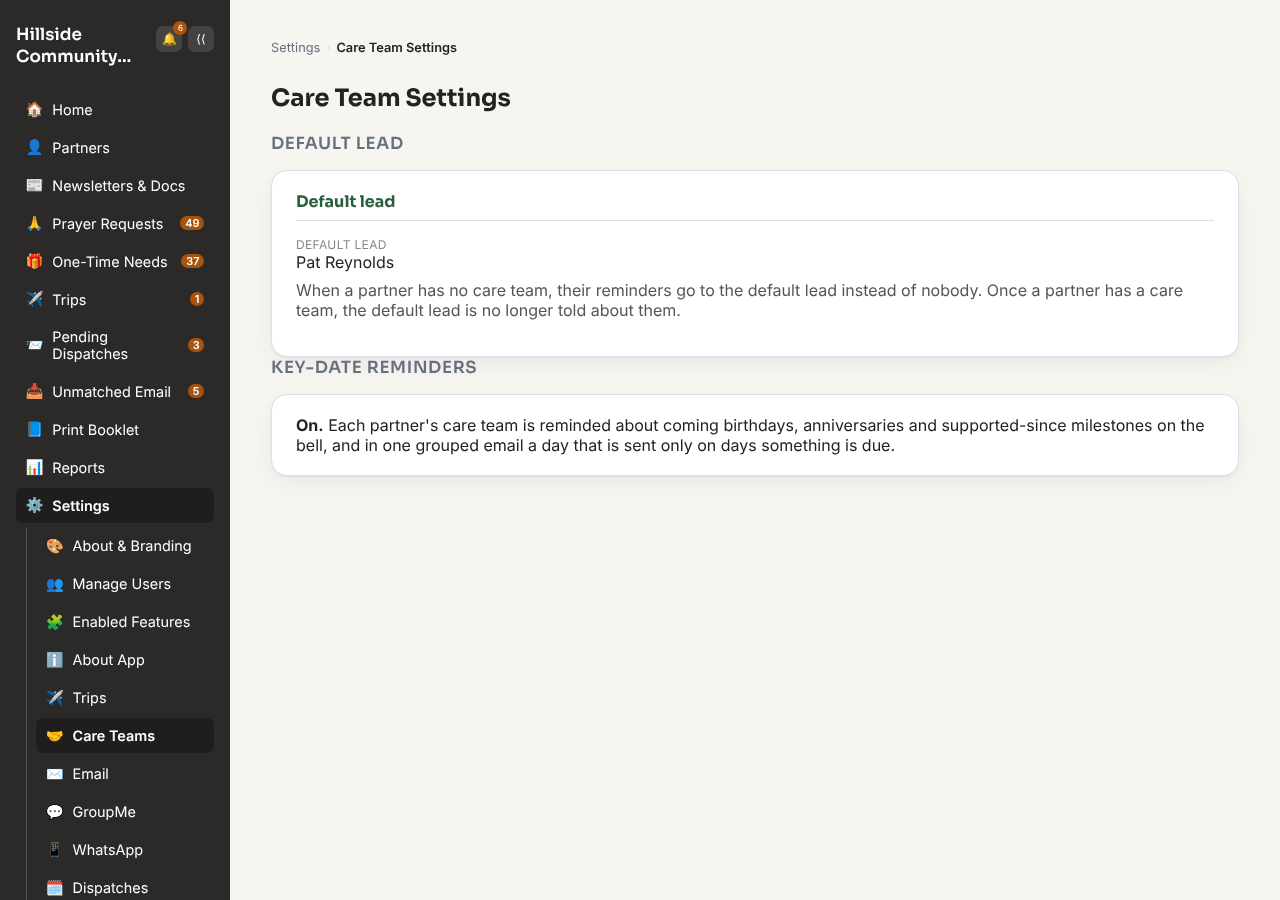 Hillside
Community...
6
⟨⟨
Home
Partners
Newsletters & Docs
Prayer Requests 49
One-Time Needs 37
Trips 1
Pending
Dispatches 3
Unmatched Email 5
Print Booklet
Reports
Settings
About & Branding
Manage Users
Enabled Features
About App
Trips
Care Teams
Email
GroupMe
WhatsApp
Dispatches
Settings › Care Team Settings
Care Team Settings
DEFAULT LEAD
Default lead
DEFAULT LEAD
Pat Reynolds
When a partner has no care team, their reminders go to the default lead instead of nobody. Once a partner has a care
team, the default lead is no longer told about them.
KEY-DATE REMINDERS
On. Each partner's care team is reminded about coming birthdays, anniversaries and supported-since milestones on the
bell, and in one grouped email a day that is sent only on days something is due.